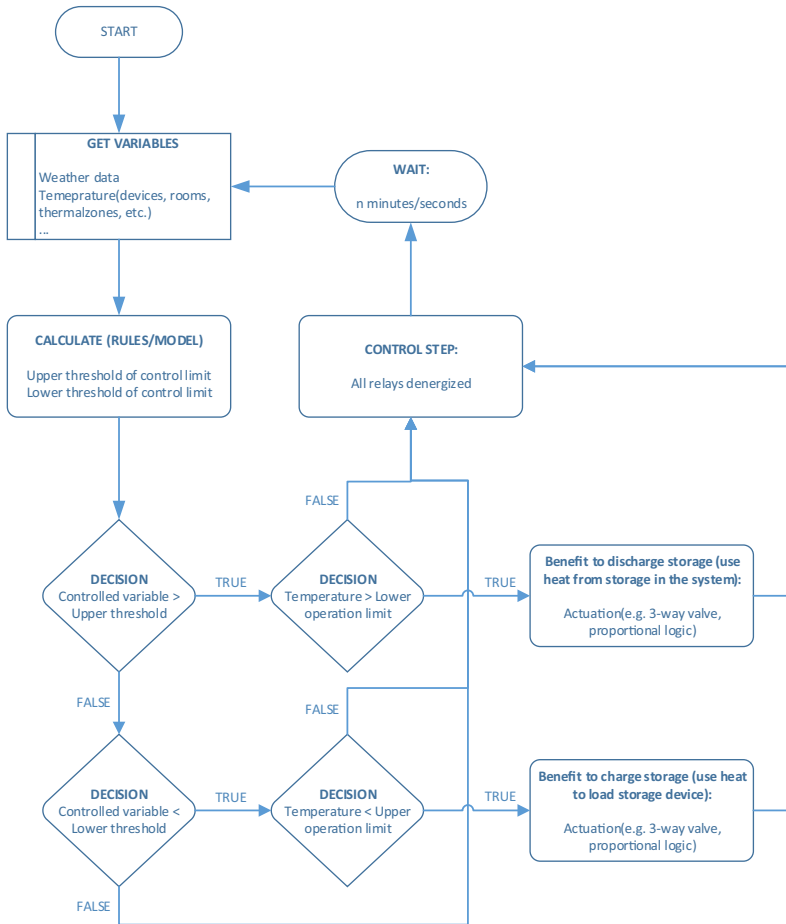 START
GET VARIABLES
Weather data
Temeprature(devices, rooms,
thermalzones, etc.)
...
WAIT:
n minutes/seconds
CALCULATE (RULES/MODEL)
Upper threshold of control limit
Lower threshold of control limit
CONTROL STEP:
All relays denergized
FALSE
DECISION
Controlled variable >
Upper threshold
TRUE
DECISION
Temperature > Lower
operation limit
TRUE
Benefit to discharge storage (use
heat from storage in the system):
Actuation(e.g. 3-way valve,
proportional logic)
FALSE
FALSE
DECISION
Controlled variable <
Lower threshold
TRUE
DECISION
Temperature < Upper
operation limit
TRUE
Benefit to charge storage (use heat
to load storage device):
Actuation(e.g. 3-way valve,
proportional logic)
FALSE